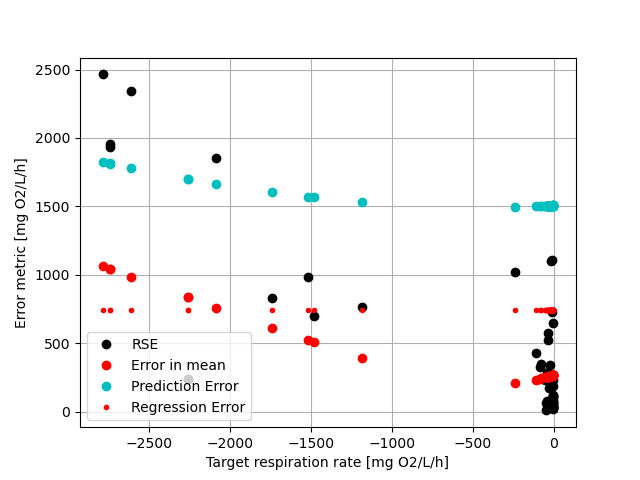 2500
2000
1500
1000
500
0
Error metric [mg O2/L/h]
RSE
Error in mean
Prediction Error
Regression Error
−2500 −2000 −1500 −1000 −500 0
Target respiration rate [mg O2/L/h]